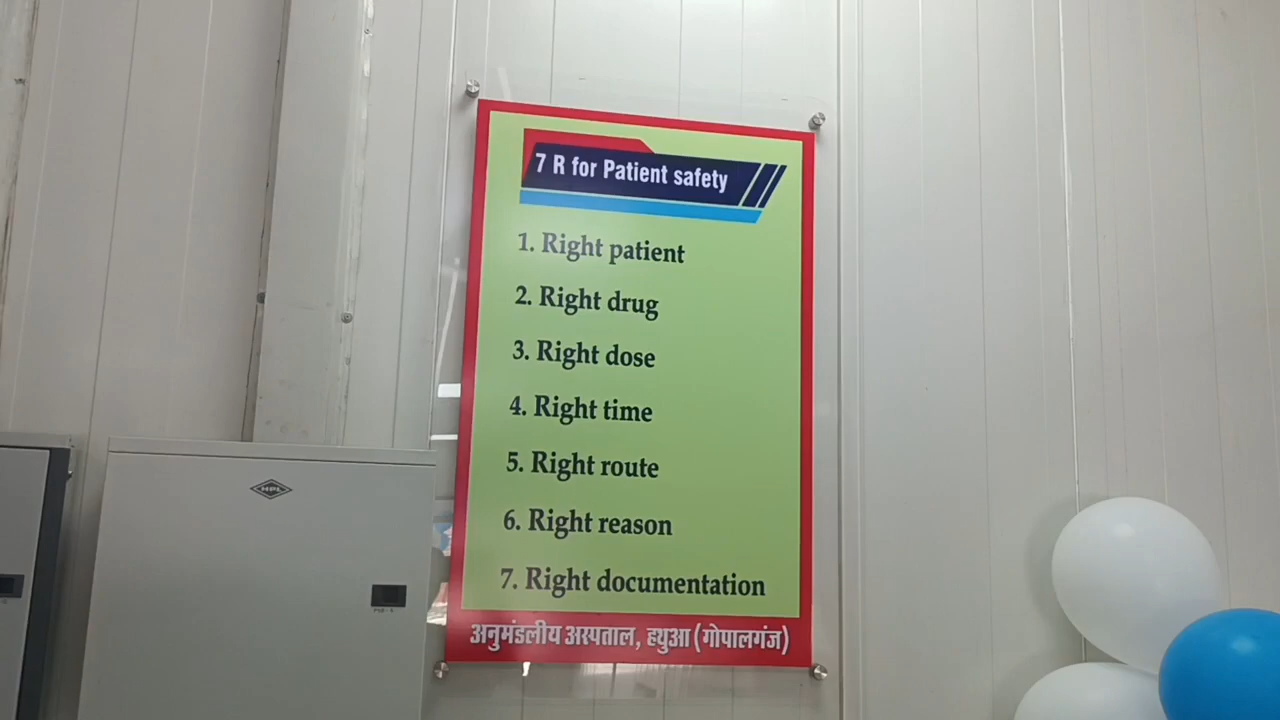 7 R for Patient safety
1. Right patient
2. Right drug
3. Right dose
4. Right time
5. Right route
6. Right reason
7. Right documentation
अनुमंडलीय अस्पताल, हथुआ (गोपालगंज)
HPL